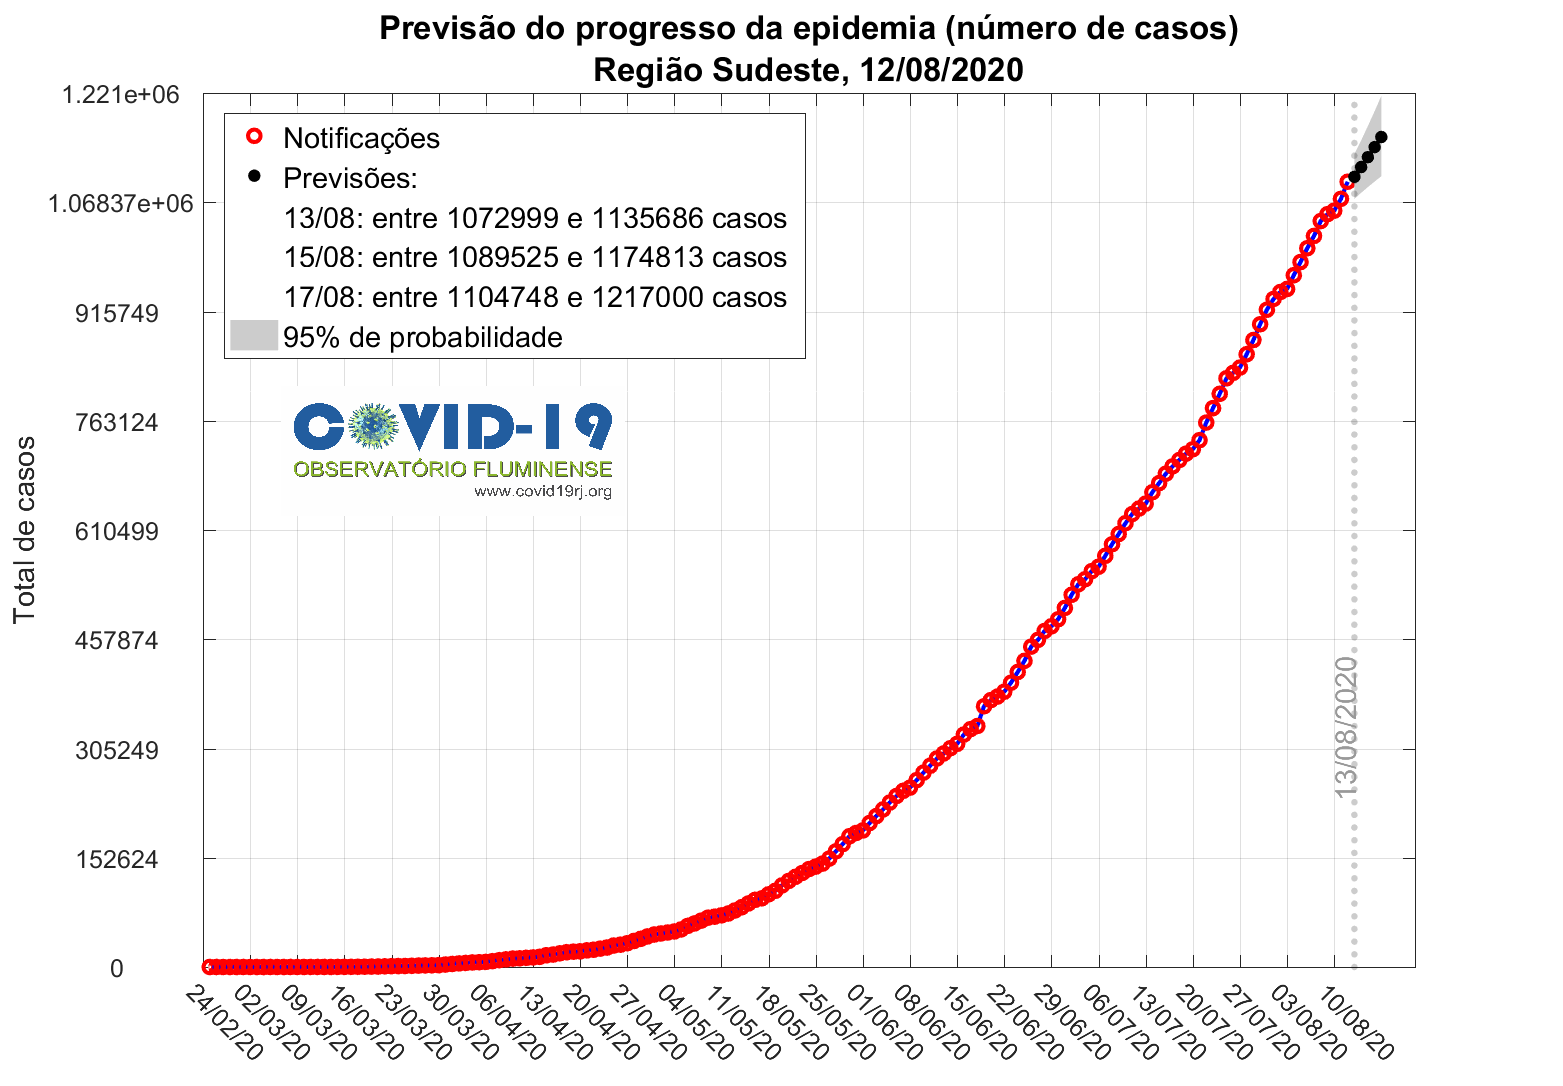 Previsão do progresso da epidemia (número de casos)
Região Sudeste, 12/08/2020
1.221e+06
1.06837e+06
915749
763124
610499
457874
305249
152624
0
Total de casos
Notificações
Previsões:
13/08: entre 1072999 e 1135686 casos
15/08: entre 1089525 e 1174813 casos
17/08: entre 1104748 e 1217000 casos
95% de probabilidade
COVID-19
OBSERVATÓRIO FLUMINENSE
www.covid19rj.org
13/08/2020
24/02/20
02/03/20
09/03/20
16/03/20
23/03/20
30/03/20
06/04/20
13/04/20
20/04/20
27/04/20
04/05/20
11/05/20
18/05/20
25/05/20
01/06/20
08/06/20
15/06/20
22/06/20
29/06/20
06/07/20
13/07/20
20/07/20
27/07/20
03/08/20
10/08/20